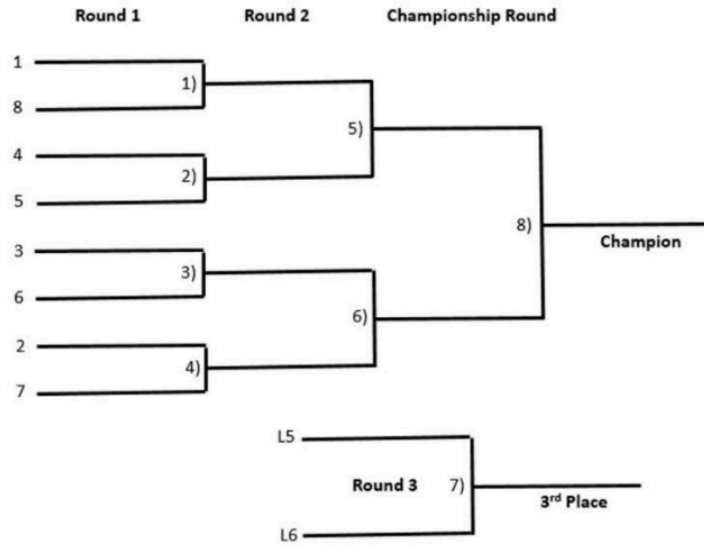 Round 1 Round 2 Championship Round
1
1)
8
5)
4
2)
5
8)
Champion
3
3)
6
6)
2
4)
7
L5
Round 3 7)
3rd Place
L6